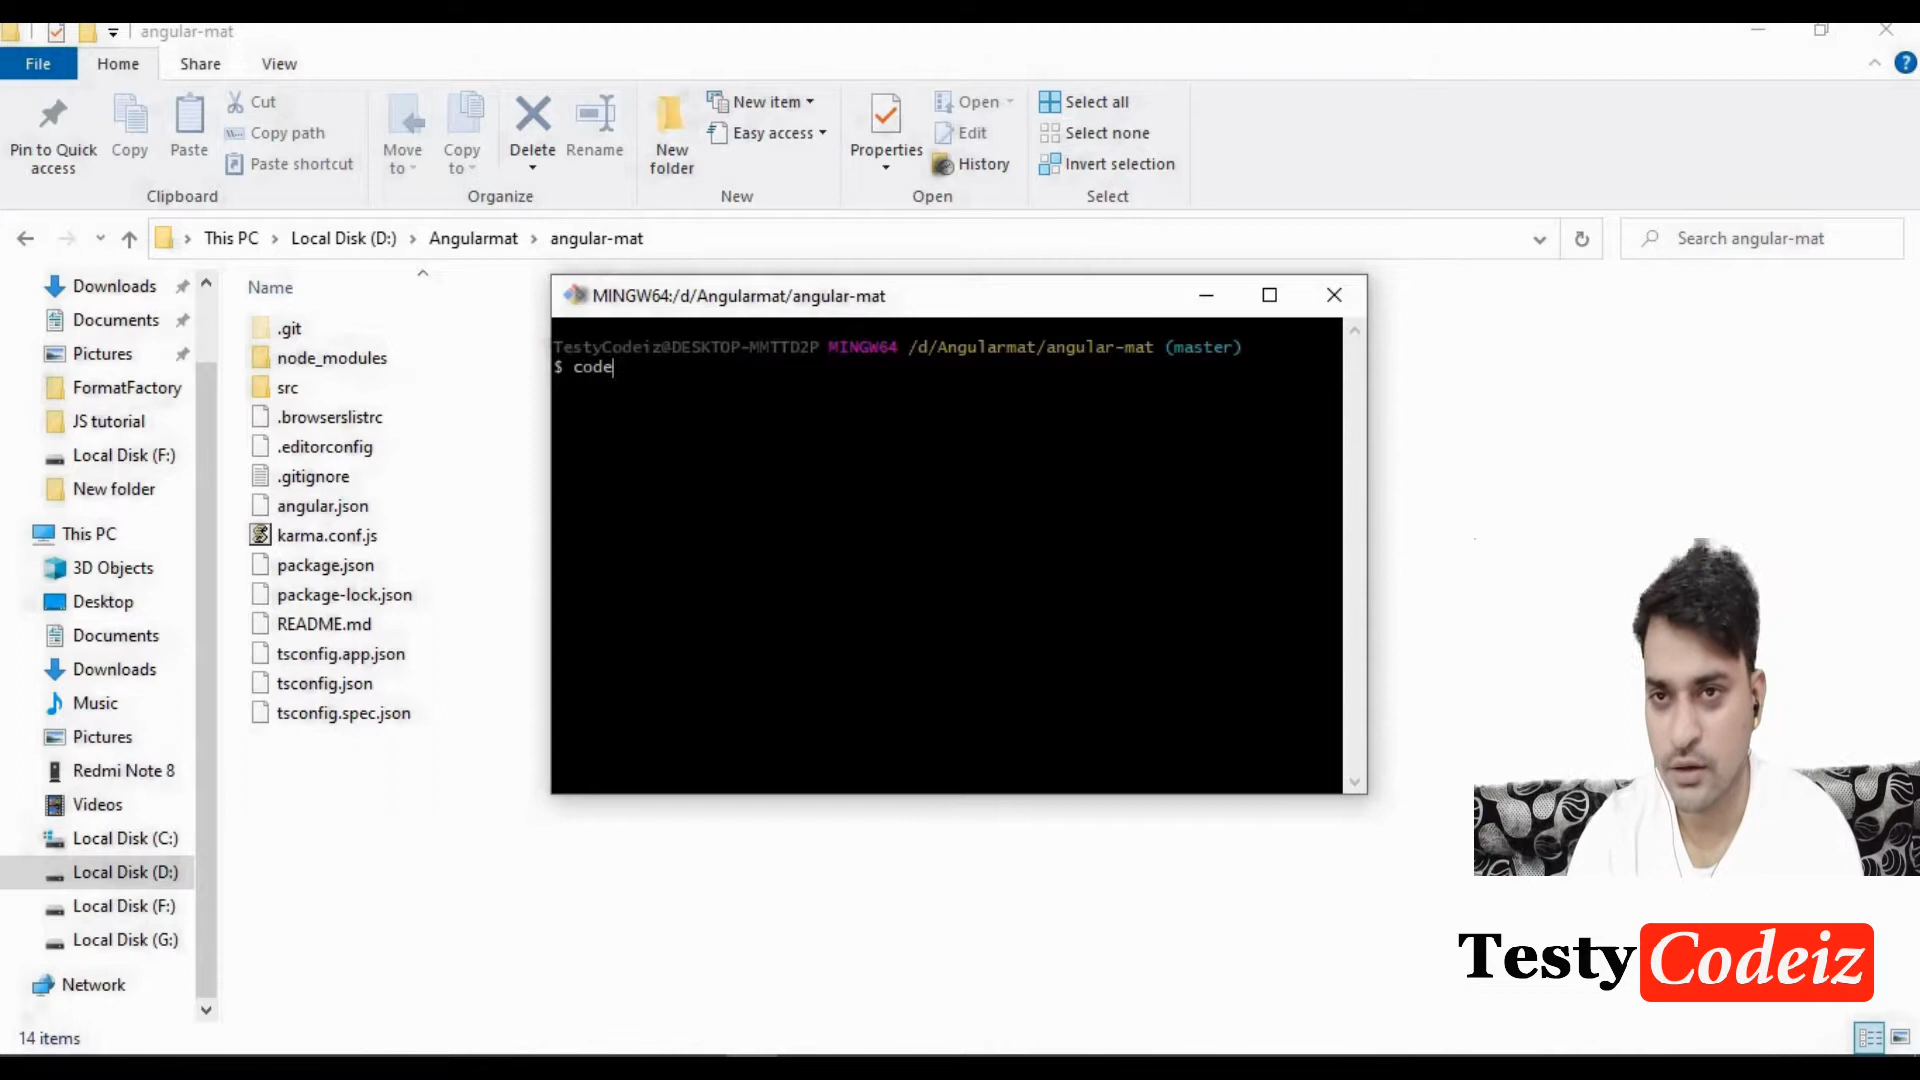 angular-mat
File
Home
Share
View
Pin to Quick access
Copy
Paste
Cut
Copy path
Paste shortcut
Clipboard
Move to
Copy to
Delete
Rename
Organize
New folder
New item
Easy access
New
Properties
Open
Edit
History
Open
Select all
Select none
Invert selection
Select
This PC
Local Disk (D:)
Angularmat
angular-mat
Search angular-mat
Downloads
Documents
Pictures
FormatFactory
JS tutorial
Local Disk (F:)
New folder
This PC
3D Objects
Desktop
Documents
Downloads
Music
Pictures
Redmi Note 8
Videos
Local Disk (C:)
Local Disk (D:)
Local Disk (F:)
Local Disk (G:)
Network
14 items
Name
.git
node_modules
src
.browserslistrc
.editorconfig
.gitignore
angular.json
karma.conf.js
package.json
package-lock.json
README.md
tsconfig.app.json
tsconfig.json
tsconfig.spec.json
MINGW64:/d/Angularmat/angular-mat
TestyCodeiz@DESKTOP-MMTTD2P MINGW64 /d/Angularmat/angular-mat (master)
$ code
Testy Codeiz